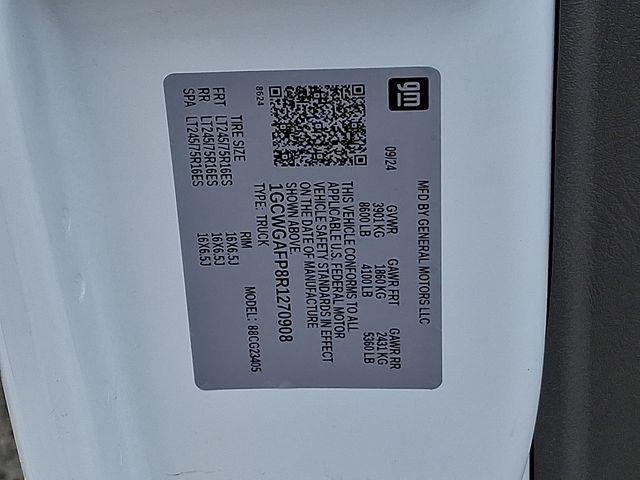 gm
MFD BY GENERAL MOTORS LLC
09/24
GVWR GAWR FRT GAWR RR
3901 KG 1860 KG 2431 KG
8600 LB 4100 LB 5360 LB
THIS VEHICLE CONFORMS TO ALL
APPLICABLE U.S. FEDERAL MOTOR
VEHICLE SAFETY STANDARDS IN EFFECT
ON THE DATE OF MANUFACTURE
SHOWN ABOVE.
1GCWGAFP8R1270908
TYPE: TRUCK MODEL: 88CG23405
8624
TIRE SIZE RIM
FRT LT245/75R16ES 16X6.5J
RR LT245/75R16ES 16X6.5J
SPA LT245/75R16ES 16X6.5J